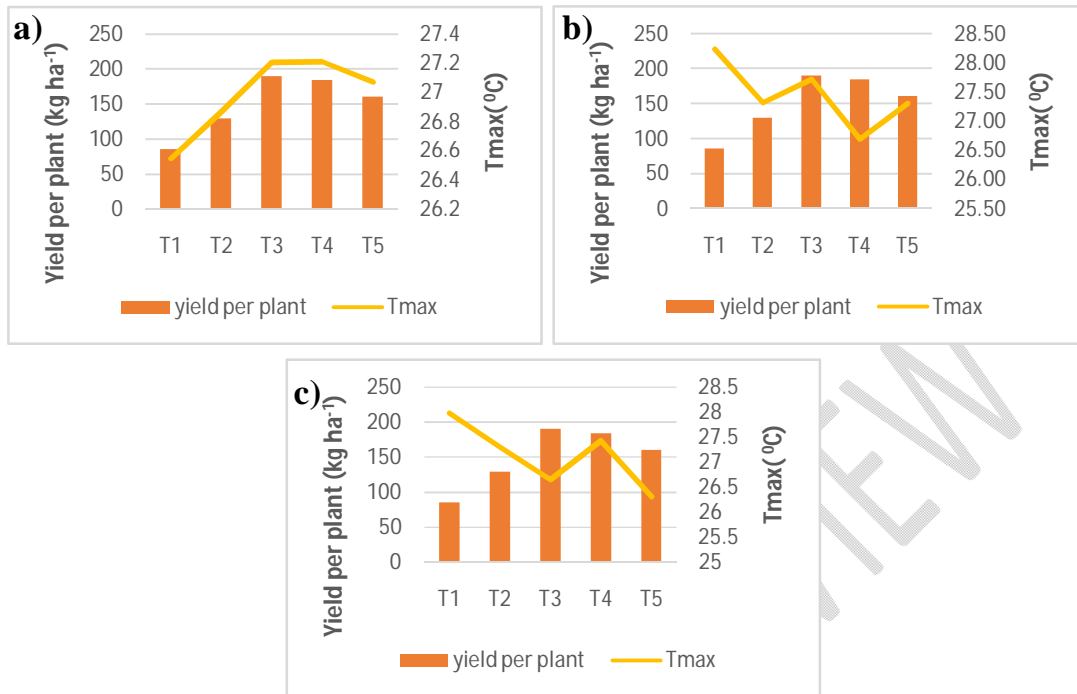 a)
Yield per plant (kg ha-1)
250
200
150
100
50
0
27.4
27.2
27
26.8
26.6
26.4
26.2
Tmax( ⁰C)
T1 T2 T3 T4 T5
yield per plant Tmax
b)
Yield per plant (kg ha-1)
250
200
150
100
50
0
28.50
28.00
27.50
27.00
26.50
26.00
25.50
Tmax( ⁰C)
T1 T2 T3 T4 T5
yield per plant Tmax
c)
Yield per plant (kg ha-1)
250
200
150
100
50
0
28.5
28
27.5
27
26.5
26
25.5
25
Tmax( ⁰C)
T1 T2 T3 T4 T5
yield per plant Tmax
VIEW